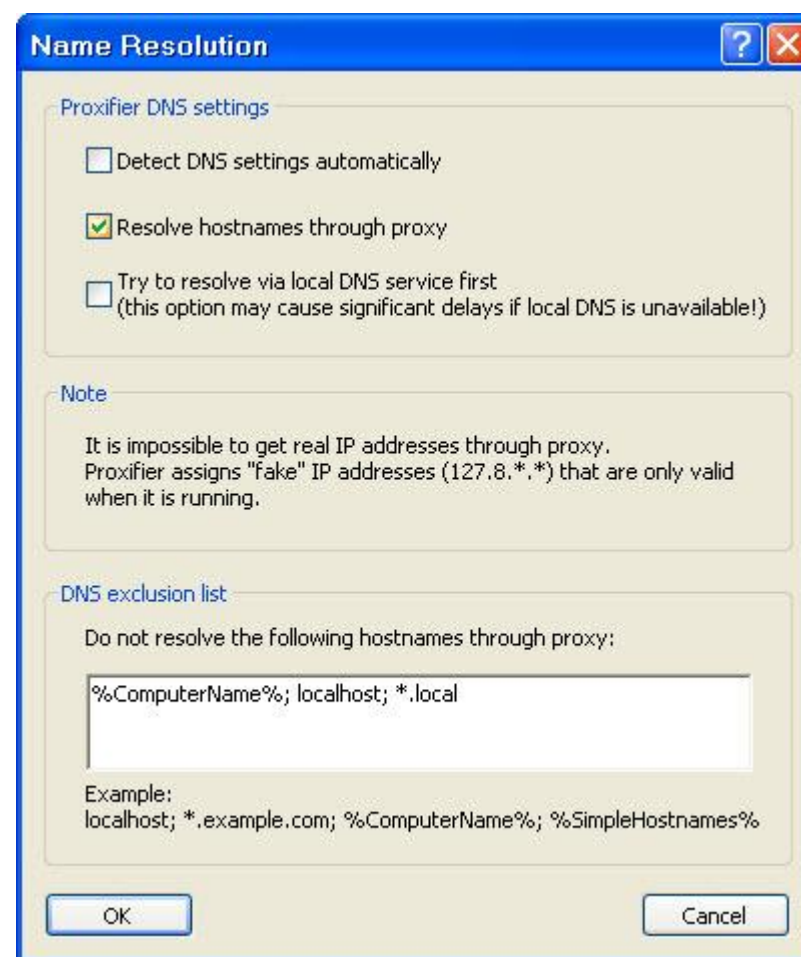 Name Resolution
Proxifier DNS settings
Detect DNS settings automatically
Resolve hostnames through proxy
Try to resolve via local DNS service first
(this option may cause significant delays if local DNS is unavailable!)
Note
It is impossible to get real IP addresses through proxy.
Proxifier assigns "fake" IP addresses (127.8.*.*) that are only valid
when it is running.
DNS exclusion list
Do not resolve the following hostnames through proxy:
%ComputerName%; localhost; *.local
Example:
localhost; *.example.com; %ComputerName%; %SimpleHostnames%
OK
Cancel